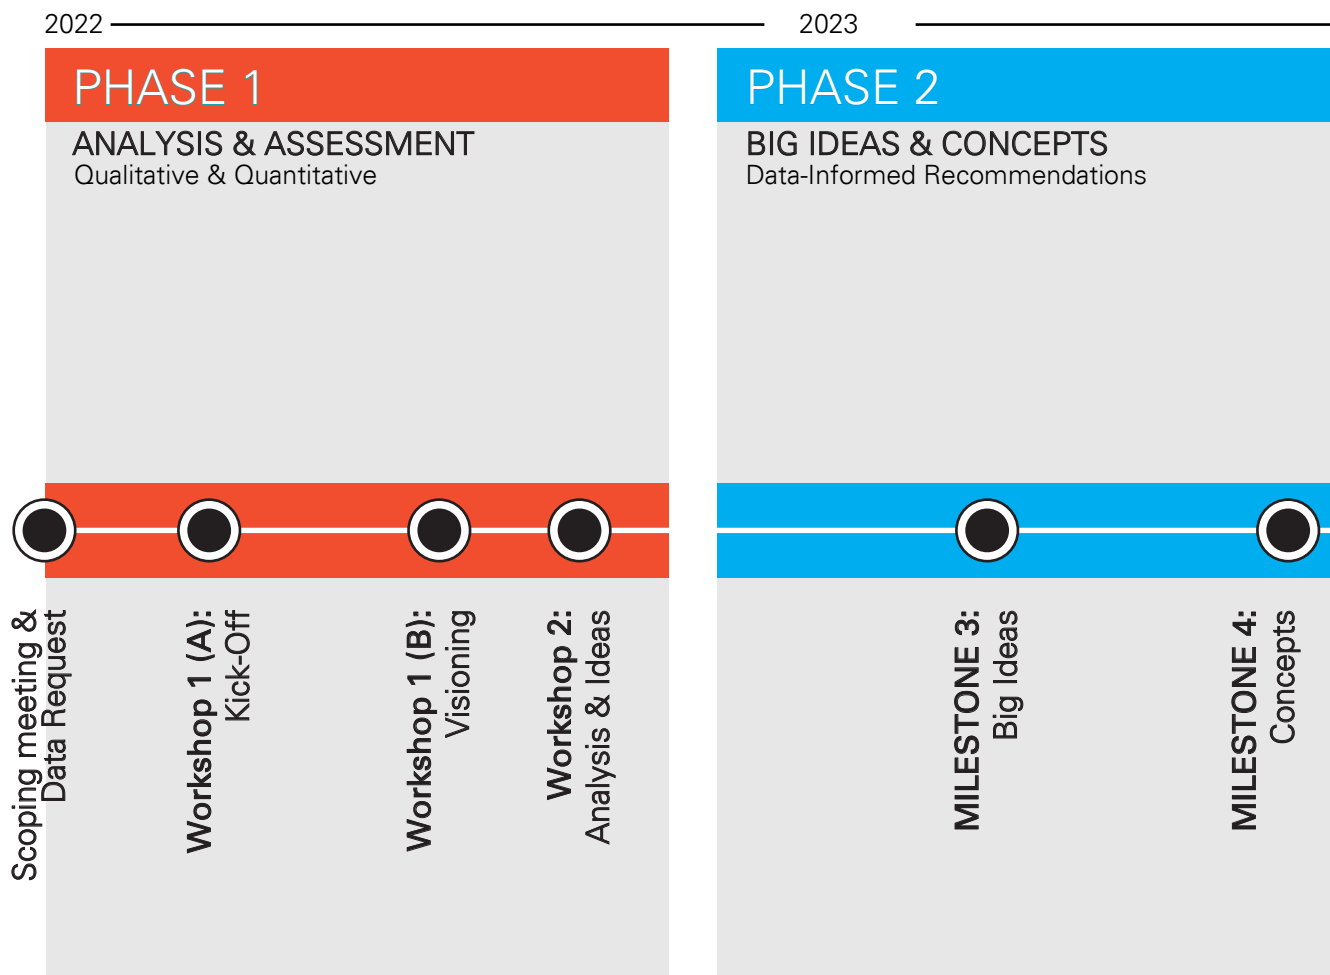 2022
2023
PHASE 1
ANALYSIS & ASSESSMENT
Qualitative & Quantitative
PHASE 2
BIG IDEAS & CONCEPTS
Data-Informed Recommendations
Scoping meeting &
Data Request
Workshop 1 (A):
Kick-Off
Workshop 1 (B):
Visioning
Workshop 2:
Analysis & Ideas
MILESTONE 3:
Big Ideas
MILESTONE 4:
Concepts